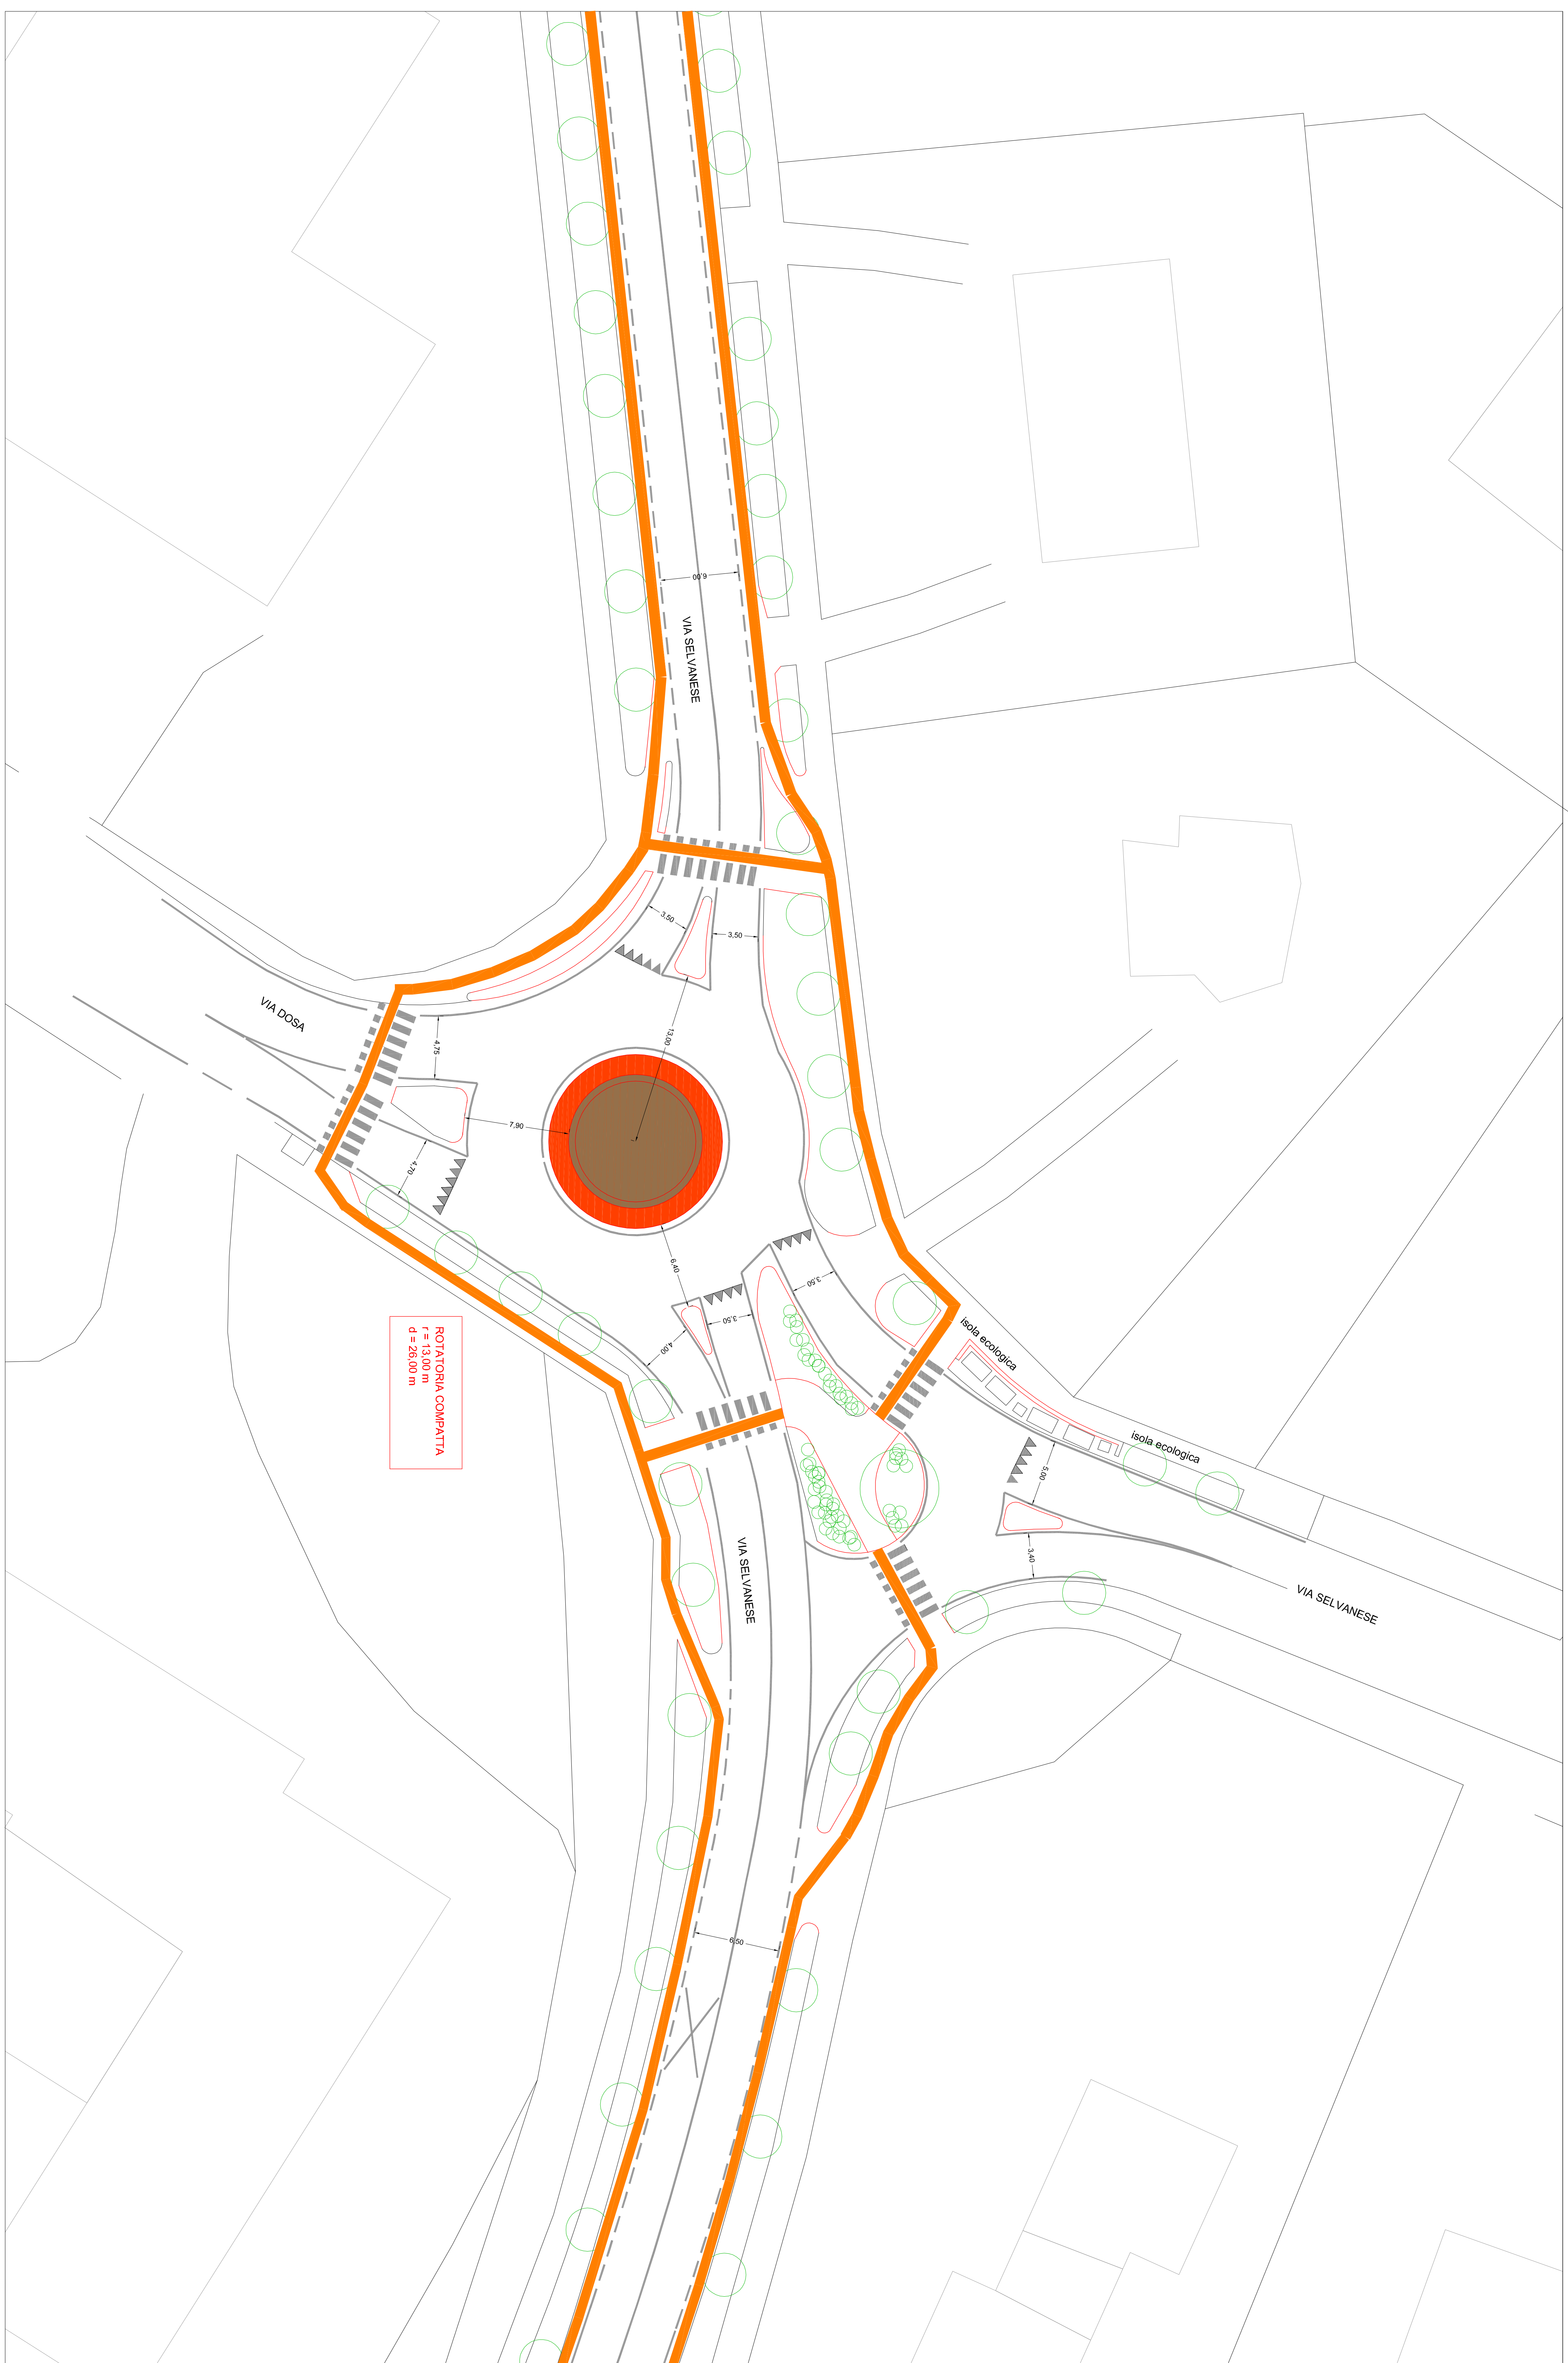 6,00
VIA SELVANESE
3,50
3,50
VIA DOSA
13,00
4,75
7,90
4,70
6,40
3,50
3,50
4,00
ROTATORIA COMPATTA
r = 13,00 m
d = 26,00 m
isola ecologica
isola ecologica
5,00
3,40
VIA SELVANESE
VIA SELVANESE
6,50